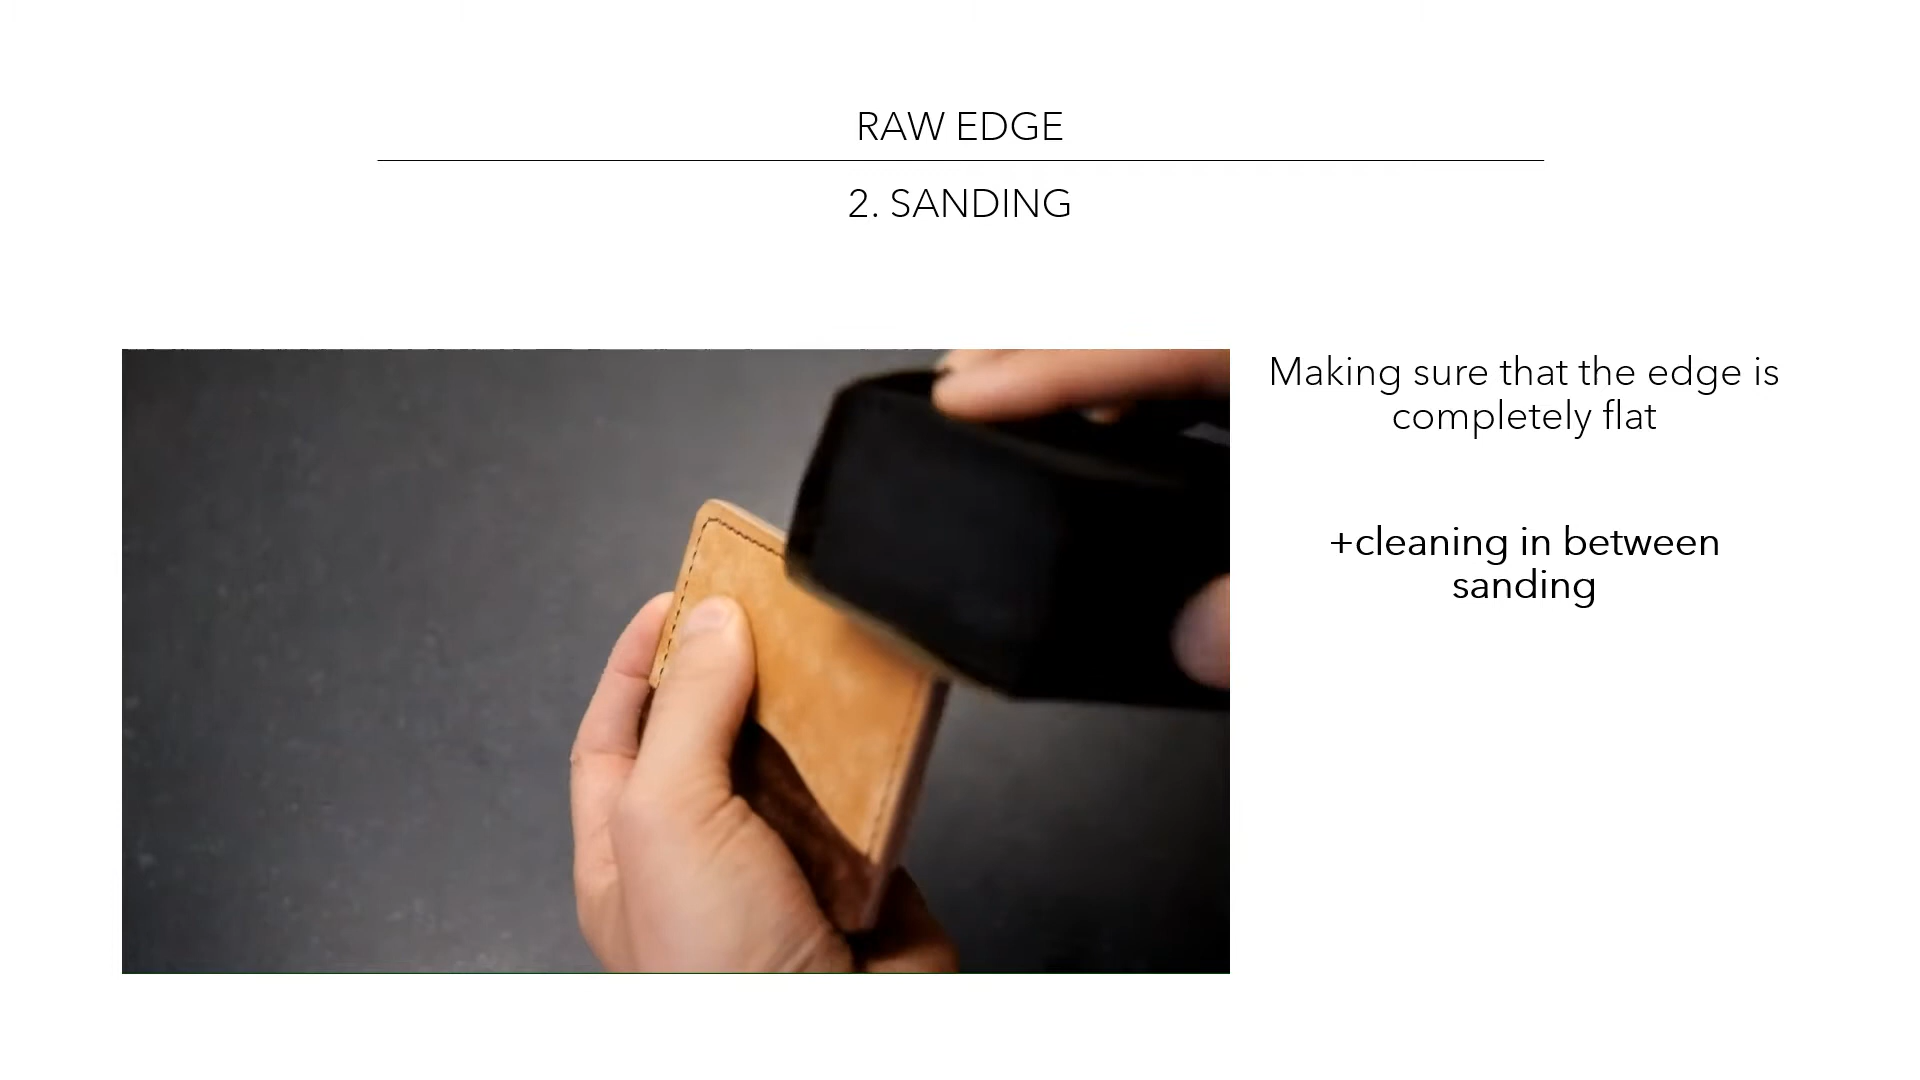 RAW EDGE
2. SANDING
Making sure that the edge is
completely flat
+cleaning in between
sanding